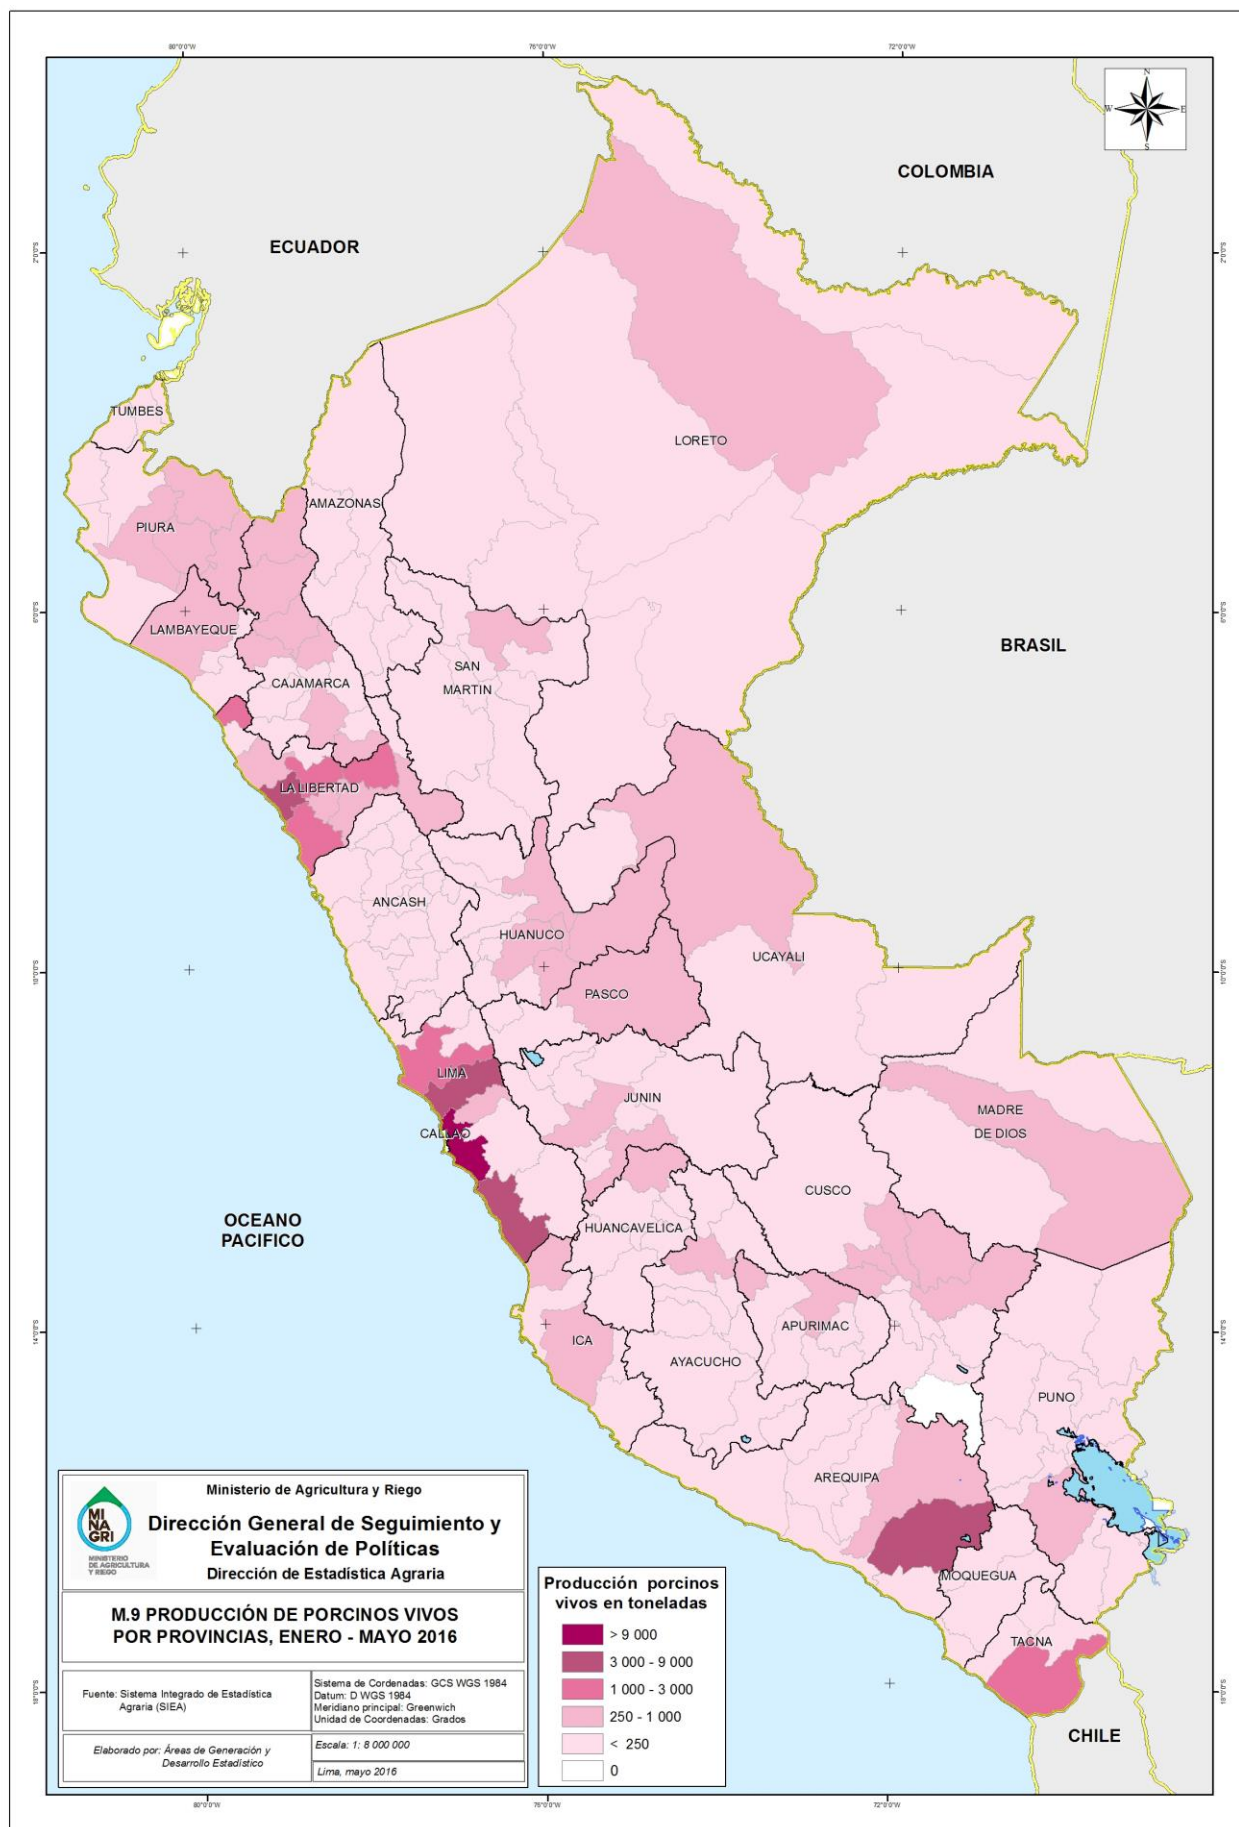 80°0'0"W
76°0'0"W
72°0'0"W
N
W
E
S
COLOMBIA
ECUADOR
2°0'0"S
2°0'0"S
TUMBES
LORETO
AMAZONAS
PIURA
6°0'0"S
6°0'0"S
LAMBAYEQUE
BRASIL
SAN
MARTIN
CAJAMARCA
LA LIBERTAD
ANCASH
HUANUCO
UCAYALI
10°0'0"S
10°0'0"S
PASCO
LIMA
JUNIN
MADRE
DE DIOS
CALLAO
CUSCO
OCEANO
PACIFICO
HUANCAVELICA
14°0'0"S
14°0'0"S
ICA
APURIMAC
AYACUCHO
PUNO
AREQUIPA
MOQUEGUA
TACNA
18°0'0"S
18°0'0"S
CHILE
MI
NA
GRI
MINISTERIO
DE AGRICULTURA
Y RIEGO
Ministerio de Agricultura y Riego
Dirección General de Seguimiento y
Evaluación de Políticas
Dirección de Estadística Agraria
M.9 PRODUCCIÓN DE PORCINOS VIVOS
POR PROVINCIAS, ENERO - MAYO 2016
Fuente: Sistema Integrado de Estadística
Agraria (SIEA)
Sistema de Cordenadas: GCS WGS 1984
Datum: D WGS 1984
Meridiano principal: Greenwich
Unidad de Coordenadas: Grados
Elaborado por: Áreas de Generación y
Desarrollo Estadístico
Escala: 1: 8 000 000
Lima, mayo 2016
Producción porcinos
vivos en toneladas
> 9 000
3 000 - 9 000
1 000 - 3 000
250 - 1 000
< 250
0
80°0'0"W
76°0'0"W
72°0'0"W